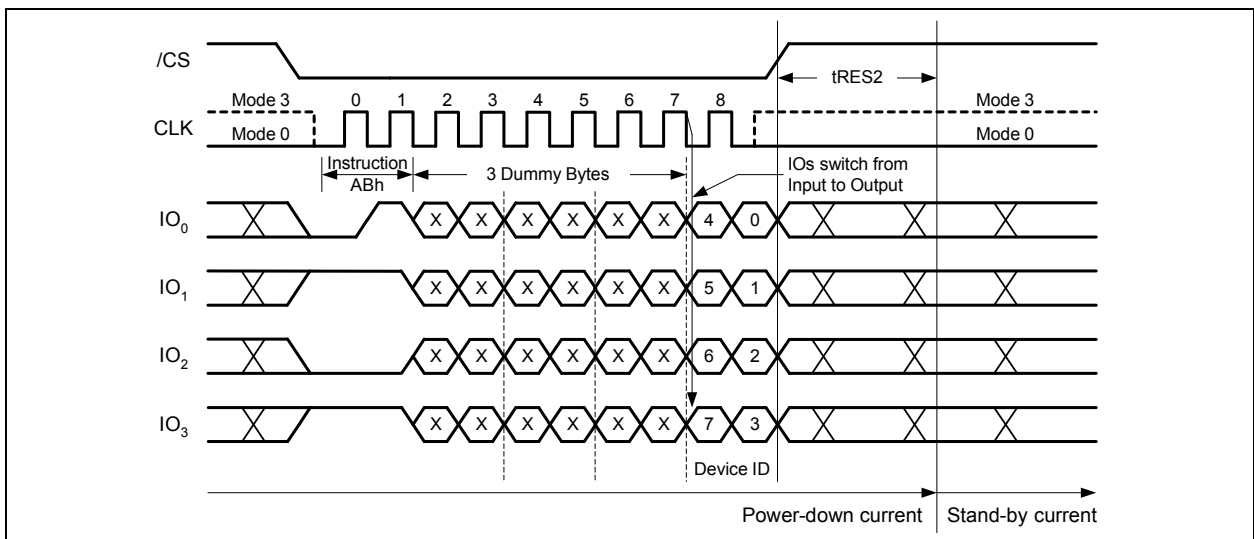 /CS
tRES2
Mode 3 0 1 2 3 4 5 6 7 8 Mode 3
CLK
Mode 0 Mode 0
Instruction
ABh
3 Dummy Bytes
IOs switch from
Input to Output
IO0 X X X X X X 4 0
IO1 X X X X X X 5 1
IO2 X X X X X X 6 2
IO3 X X X X X X 7 3
Device ID
Power-down current Stand-by current